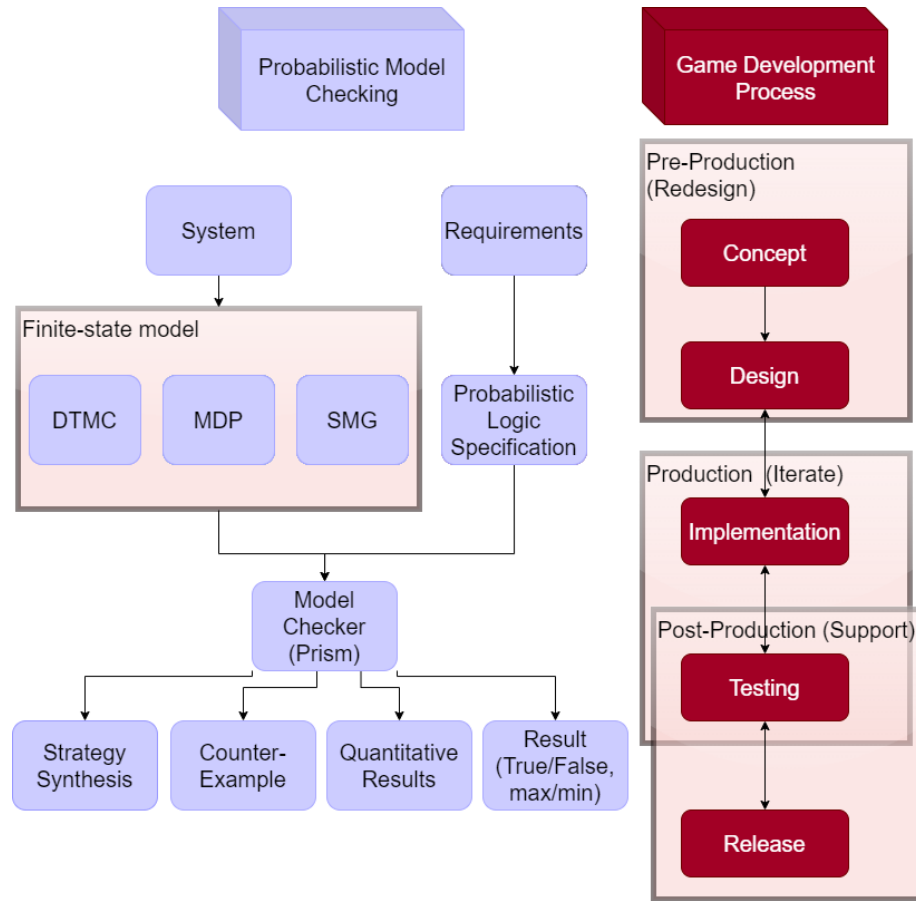 Probabilistic Model
Checking
Game Development
Process
System
Requirements
Finite-state model
DTMC
MDP
SMG
Probabilistic
Logic
Specification
Model
Checker
(Prism)
Strategy
Synthesis
Counter-
Example
Quantitative
Results
Result
(True/False,
max/min)
Pre-Production
(Redesign)
Concept
Design
Production (Iterate)
Implementation
Post-Production (Support)
Testing
Release